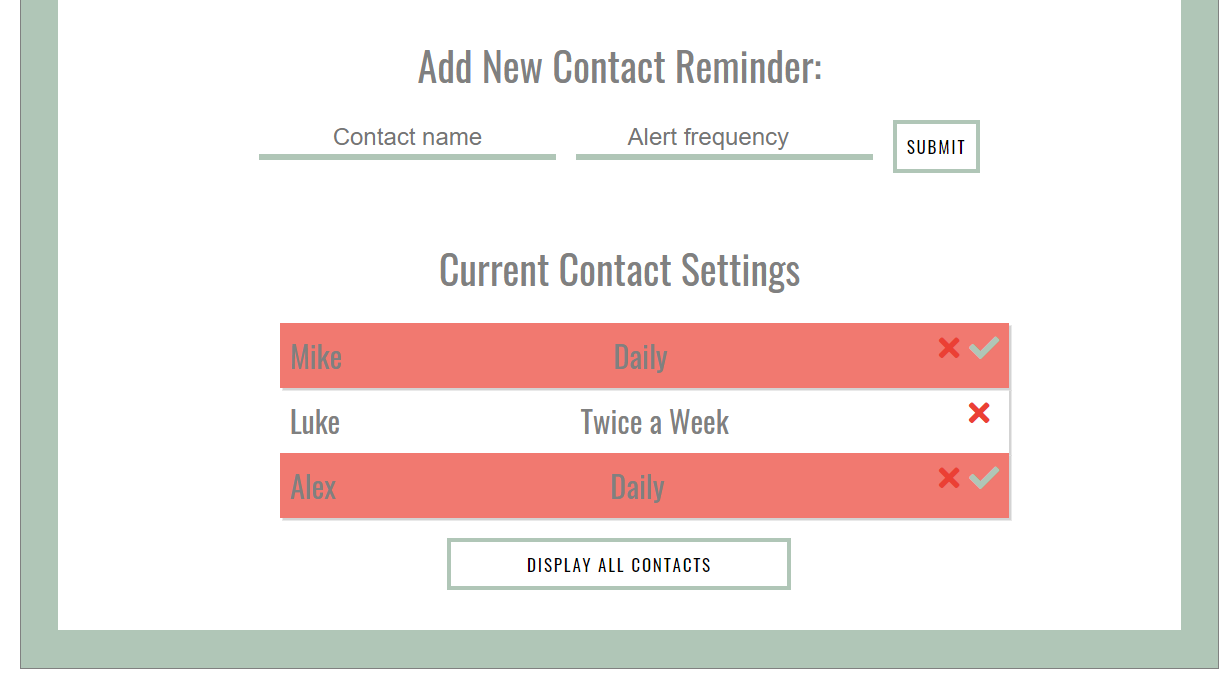 Add New Contact Reminder:
Contact name Alert frequency SUBMIT
Current Contact Settings
Mike Daily
Luke Twice a Week
Alex Daily
DISPLAY ALL CONTACTS